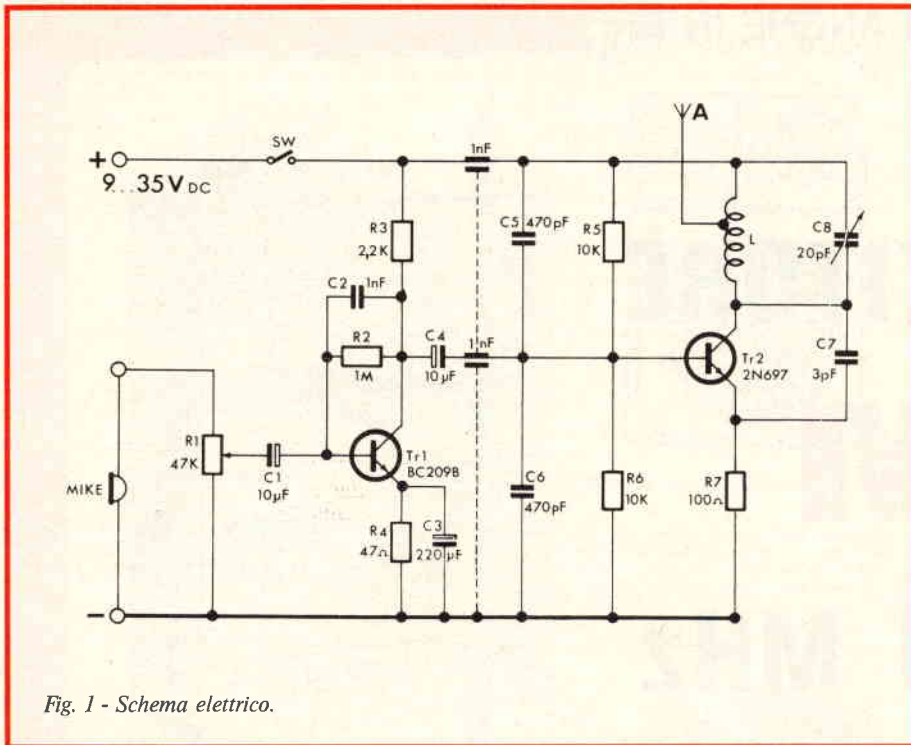 A
SW
1nF
+
9...35V DC
R3
2,2K
C5 470pF
R5
10K
L
C8
20pF
C2
1nF
R2
1M
C4
10µF
1nF
Tr2
2N697
C7
3pF
R1
47K
C1
10µF
Tr1
BC209B
MIKE
R4
47Ω
C3
220µF
C6
470pF
R6
10K
R7
100Ω
-
Fig. 1 - Schema elettrico.